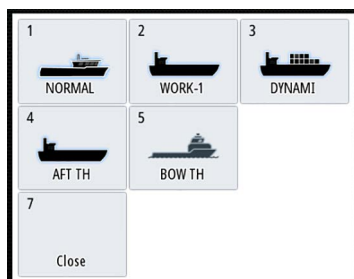 1
NORMAL
2
WORK-1
3
DYNAMI
4
AFT TH
5
BOW TH
7
Close